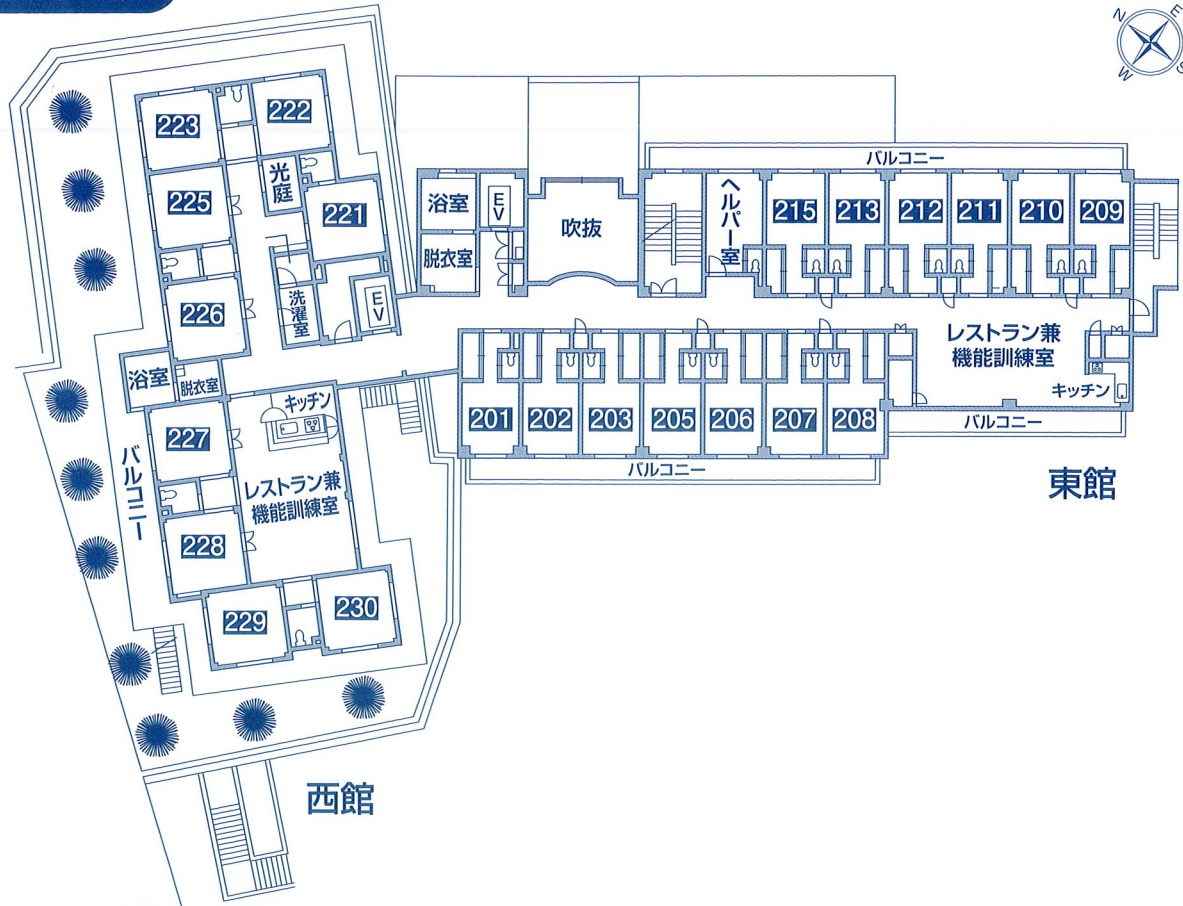 N
E
W
S
223
222
光庭
225
221
226
洗濯室
EV
浴室
脱衣室
227
キッチン
バルコニー
レストラン兼
機能訓練室
228
229
230
西館
浴室
EV
脱衣室
吹抜
ヘルパー室
バルコニー
215
213
212
211
210
209
レストラン兼
機能訓練室
キッチン
バルコニー
201
202
203
205
206
207
208
バルコニー
東館